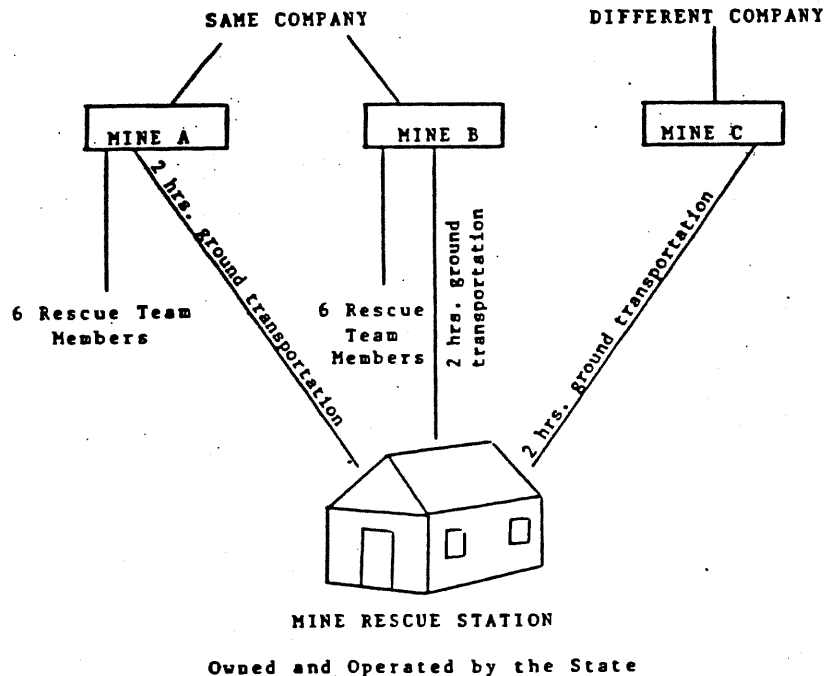 SAME COMPANY
DIFFERENT COMPANY
MINE A
MINE B
MINE C
2 hrs. ground transportation
2 hrs. ground
transportation
2 hrs. ground transportation
6 Rescue Team
Members
6 Rescue
Team
Members
MINE RESCUE STATION
Owned and Operated by the State